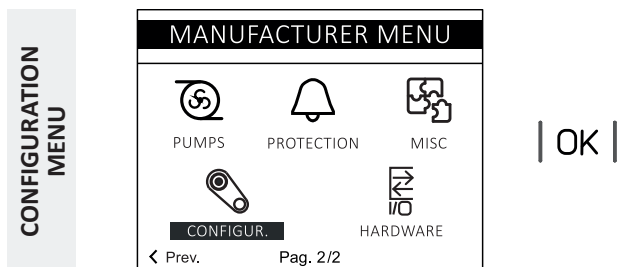 CONFIGURATION
MENU
MANUFACTURER MENU
PUMPS PROTECTION MISC
I/O
CONFIGUR. HARDWARE
Prev. Pag. 2/2
OK